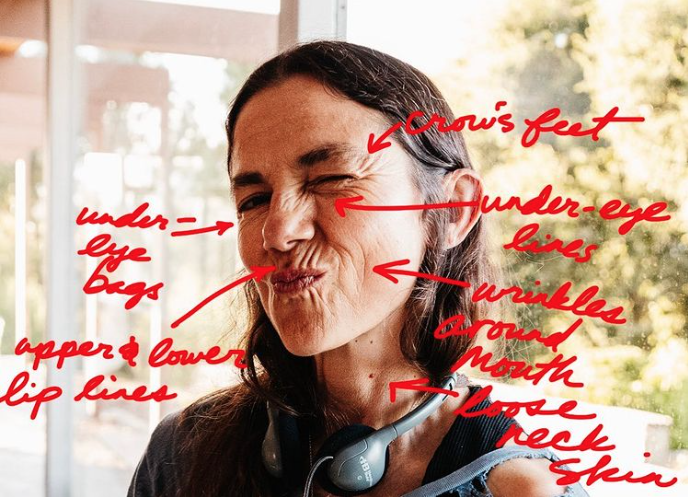 crow's feet
under-eye
lines
under-
eye
bags
wrinkles
around
mouth
upper & lower
lip lines
loose
neck
skin